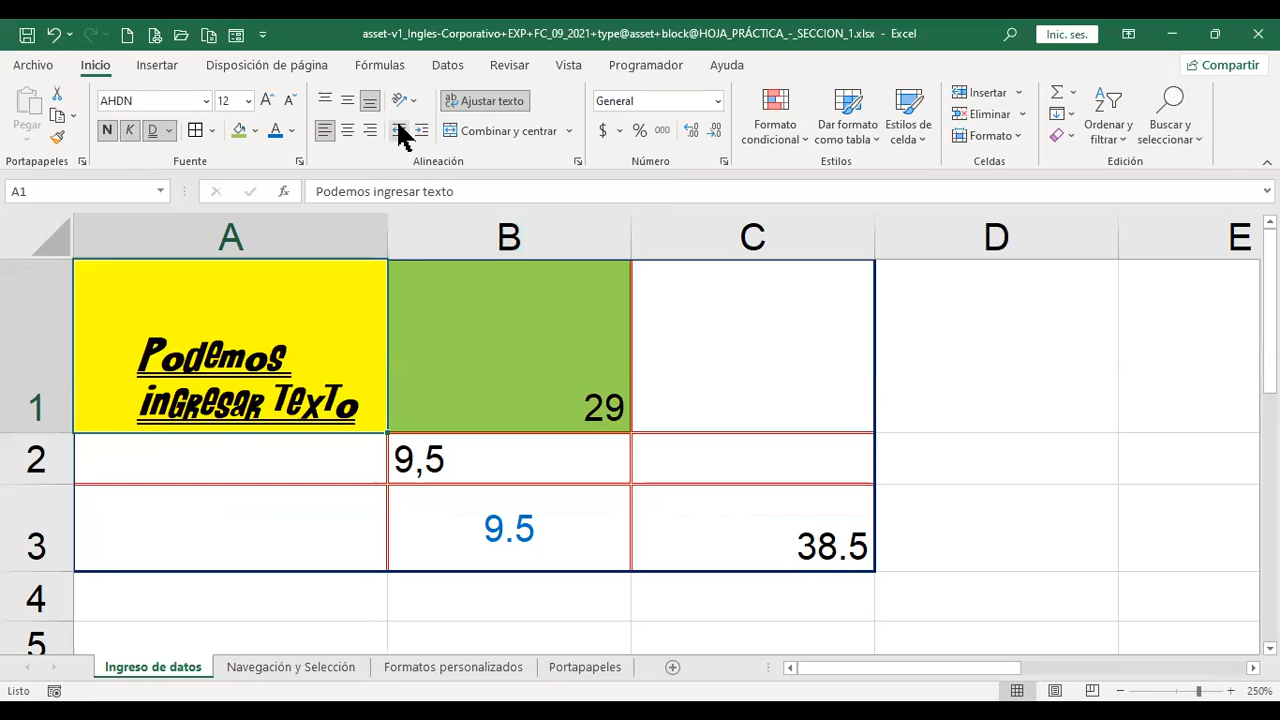 asset-v1_Ingles-Corporativo+EXP+FC_09_2021+type@asset+block@HOJA_PRÁCTICA_-_SECCION_1.xlsx - Excel
Inic. ses.
Archivo Inicio Insertar Disposición de página Fórmulas Datos Revisar Vista Programador Ayuda Compartir
Pegar
AHDN 12
N K D A
ab Ajustar texto
Combinar y centrar
General
$ % 000
Formato condicional
Dar formato como tabla
Estilos de celda
Insertar
Eliminar
Formato
Ordenar y filtrar
Buscar y seleccionar
Portapapeles Fuente Alineación Número Estilos Celdas Edición
A1 fx Podemos ingresar texto
A B C D E
Podemos
ingresar texto
1 29
2 9,5
3 9.5 38.5
4
5
Ingreso de datos Navegación y Selección Formatos personalizados Portapapeles
Listo 250%